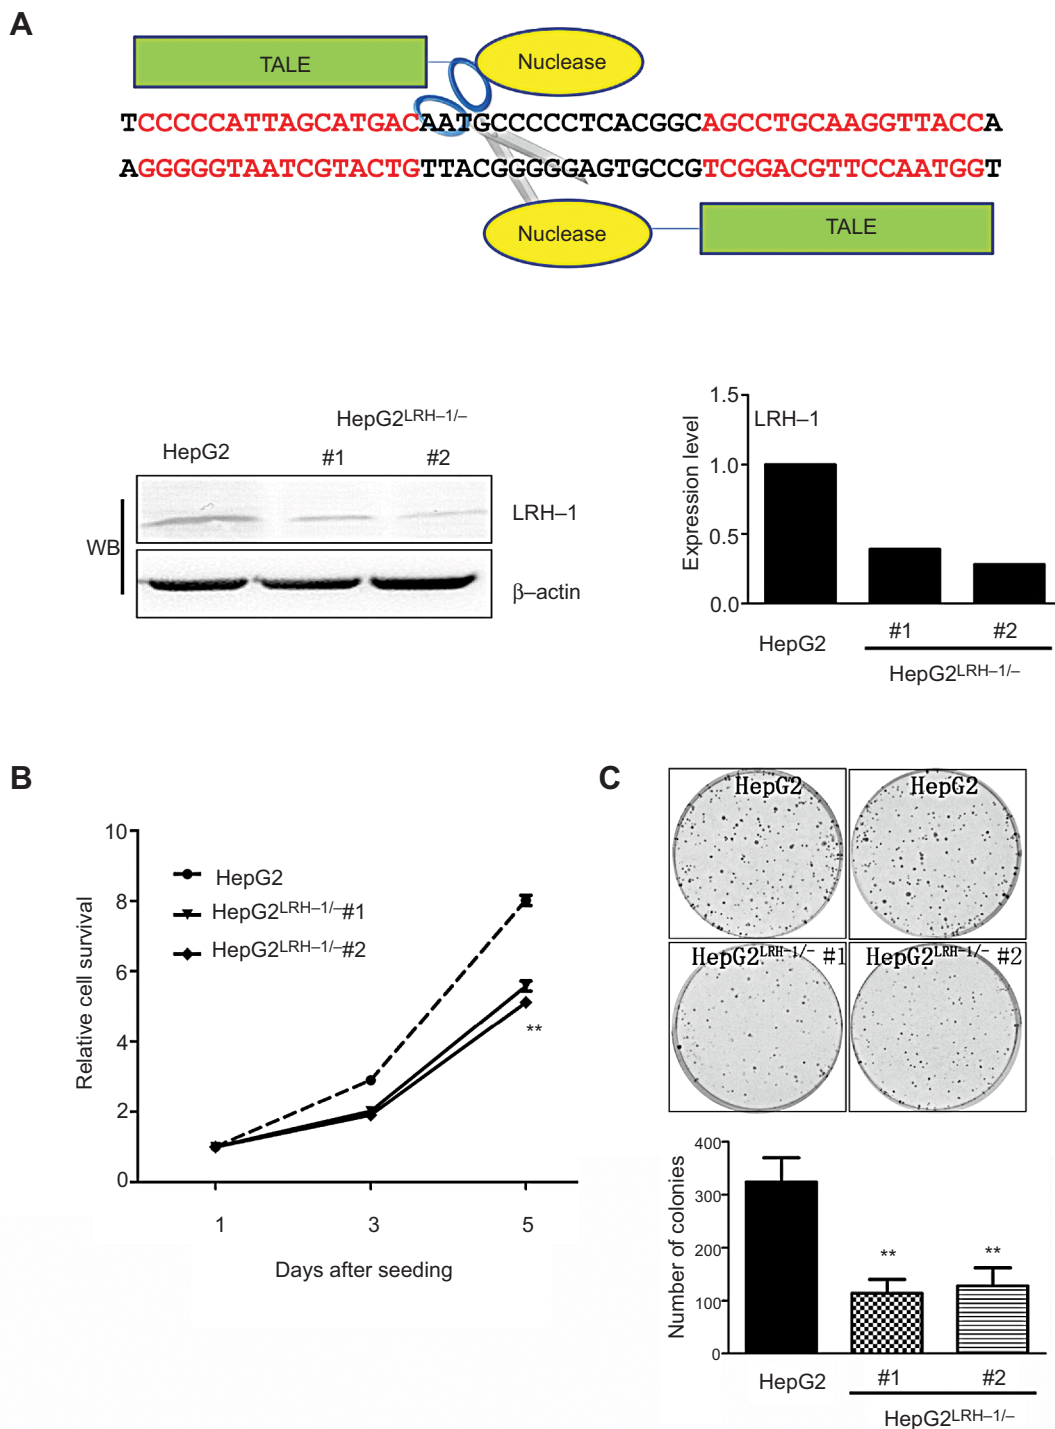 A
TALE
Nuclease
TCCCCCATTAGCATGACAATGCCCCCTCACGGCAGCCTGCAAGGTTACCA
AGGGGGTAATCGTACTGTTACGGGGGAGTGCCGTCGGACGTTCCAATGGT
Nuclease
TALE
HepG2
HepG2LRH–1/–
#1
#2
WB
LRH–1
β–actin
1.5
1.0
0.5
0.0
Expression level
LRH–1
HepG2
#1
#2
HepG2LRH–1/–
B
10
8
6
4
2
0
Relative cell survival
HepG2
HepG2LRH–1/–#1
HepG2LRH–1/–#2
**
1
3
5
Days after seeding
C
HepG2
HepG2
HepG2LRH-1/- #1
HepG2LRH-1/- #2
400
300
200
100
0
Number of colonies
**
**
HepG2
#1
#2
HepG2LRH–1/–